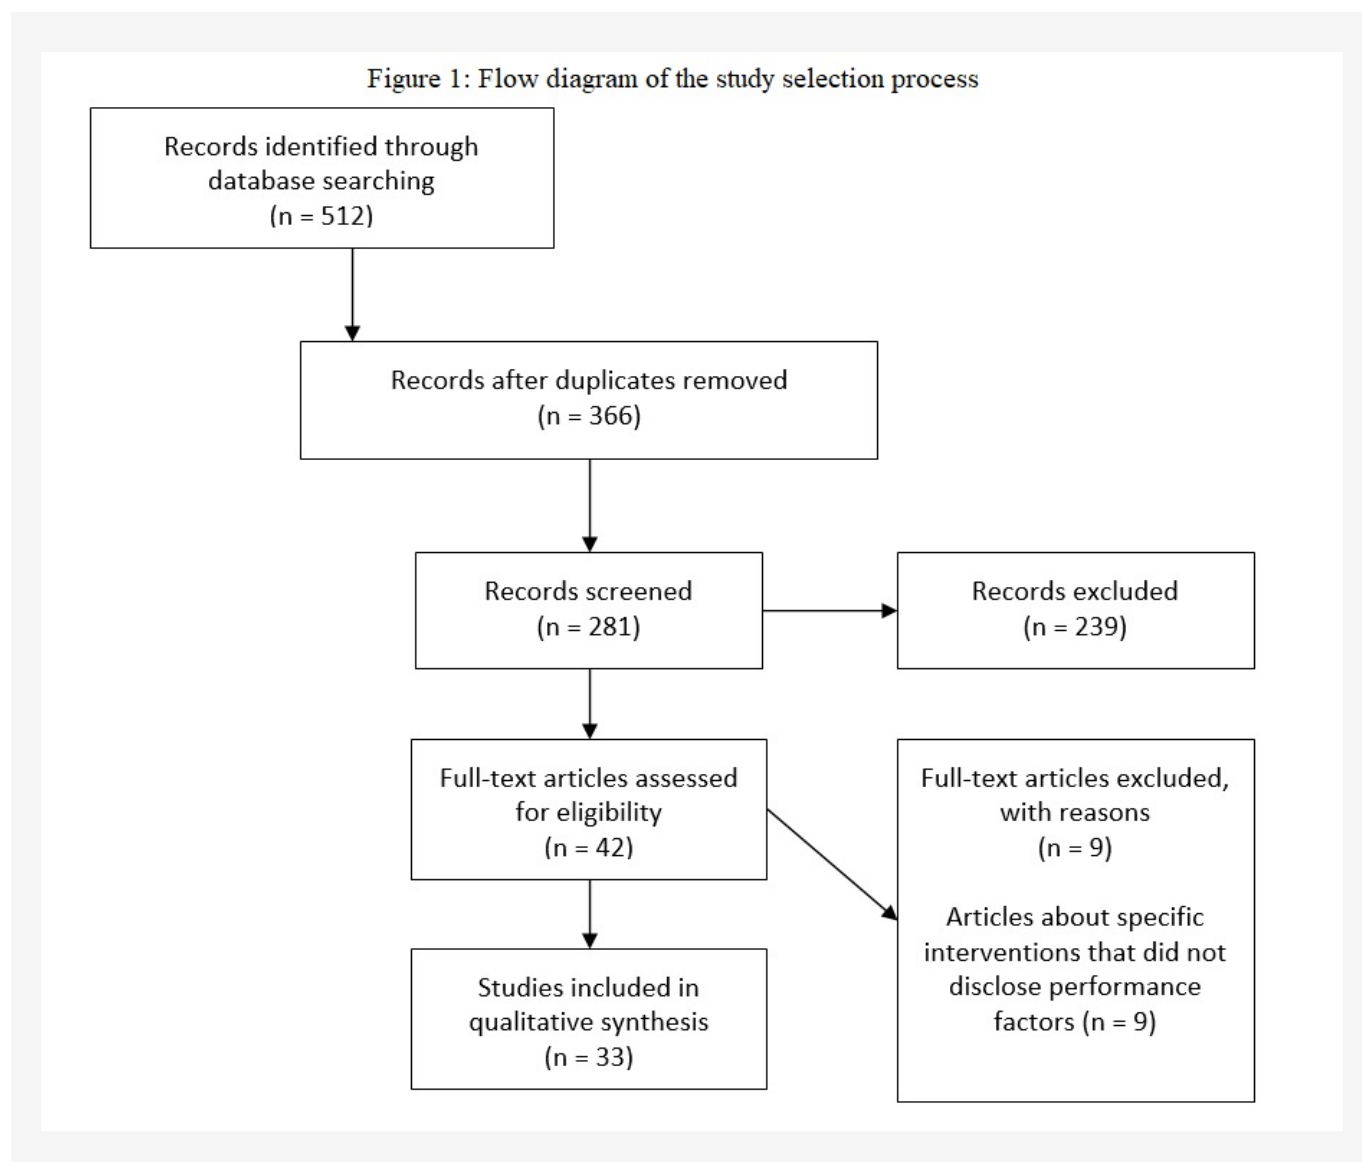 Figure 1: Flow diagram of the study selection process
Records identified through
database searching
(n = 512)
Records after duplicates removed
(n = 366)
Records screened
(n = 281)
Records excluded
(n = 239)
Full-text articles assessed
for eligibility
(n = 42)
Full-text articles excluded,
with reasons
(n = 9)
Articles about specific
interventions that did not
disclose performance
factors (n = 9)
Studies included in
qualitative synthesis
(n = 33)